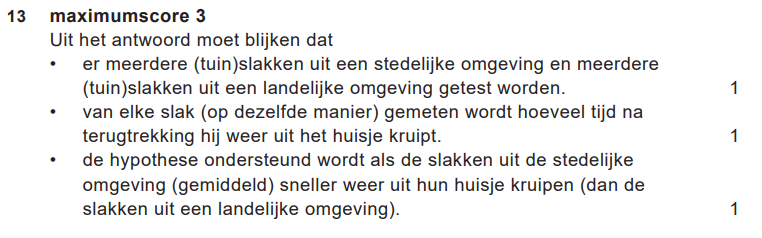 13 maximumscore 3
Uit het antwoord moet blijken dat
• er meerdere (tuin)slakken uit een stedelijke omgeving en meerdere
(tuin)slakken uit een landelijke omgeving getest worden. 1
• van elke slak (op dezelfde manier) gemeten wordt hoeveel tijd na
terugtrekking hij weer uit het huisje kruipt. 1
• de hypothese ondersteund wordt als de slakken uit de stedelijke
omgeving (gemiddeld) sneller weer uit hun huisje kruipen (dan de
slakken uit een landelijke omgeving). 1